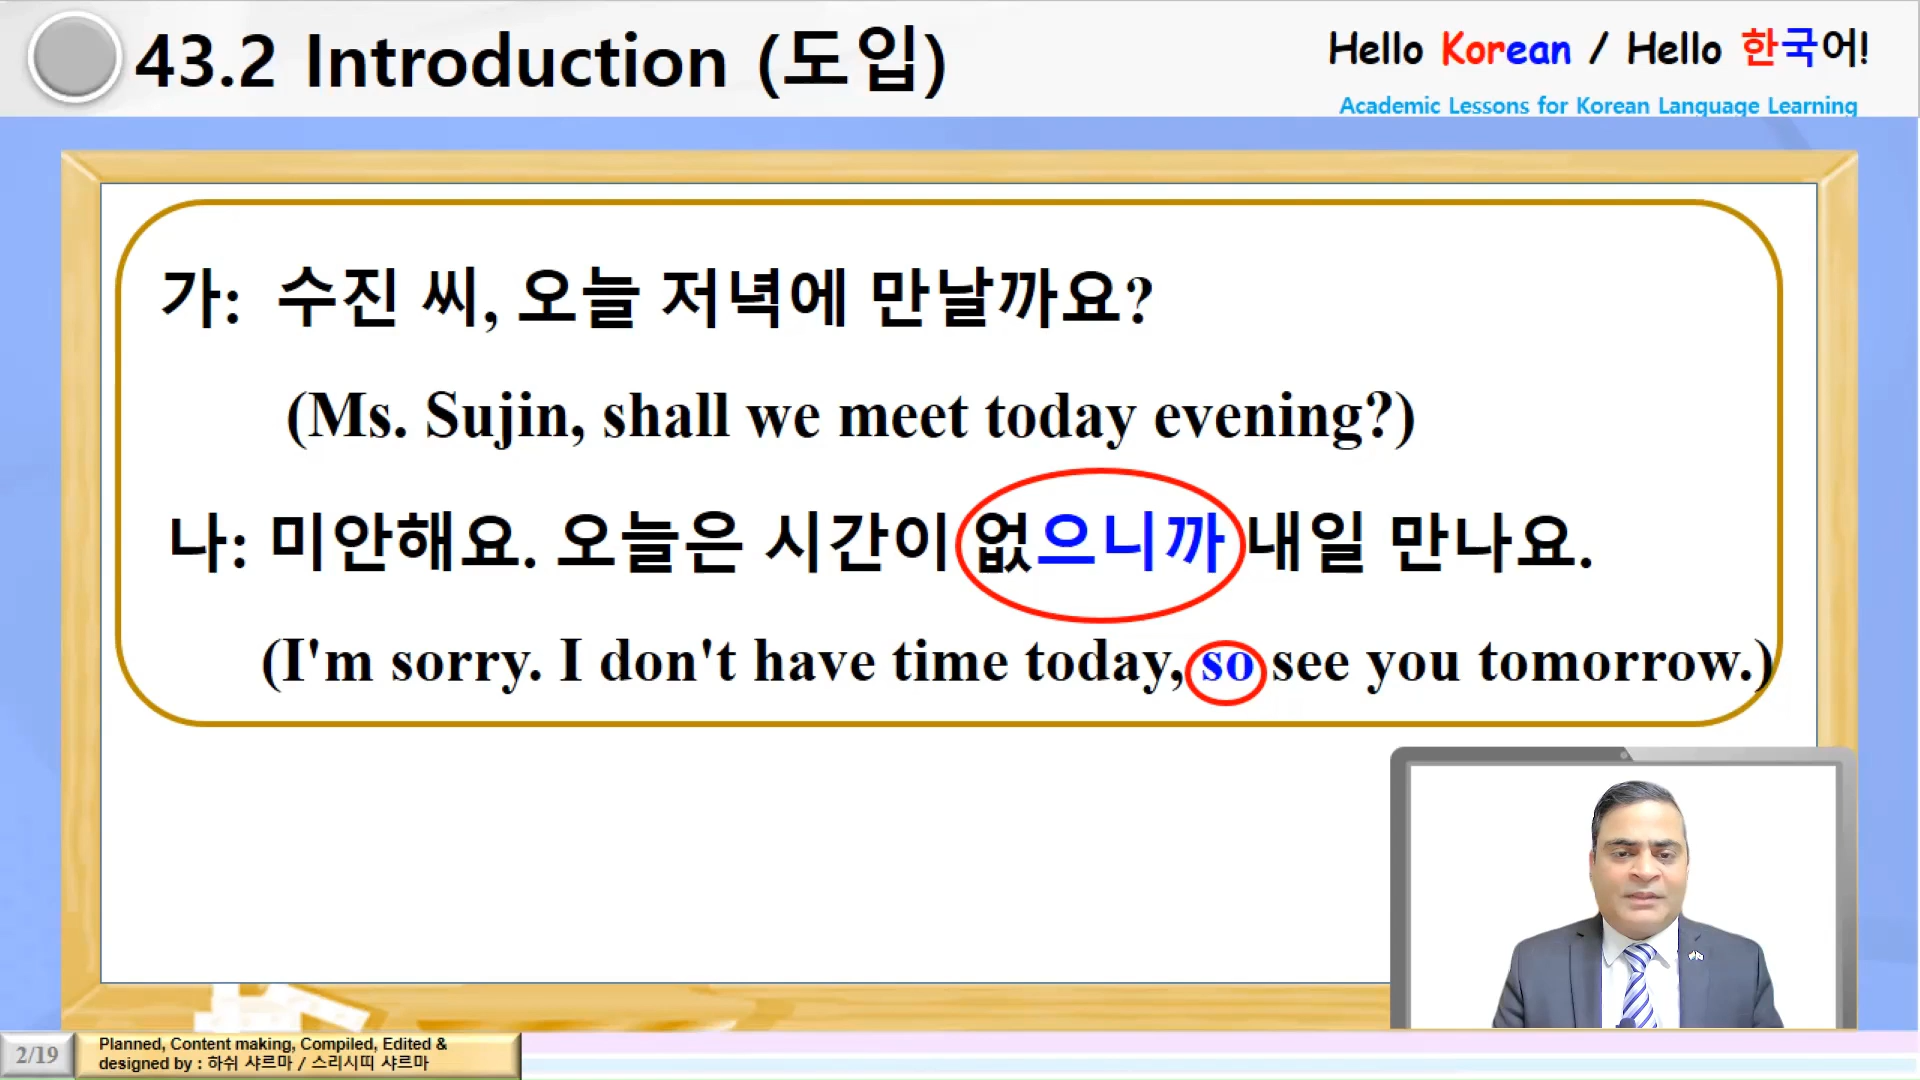 43.2 Introduction (도입)
Hello Korean / Hello 한국어!
Academic Lessons for Korean Language Learning
가: 수진 씨, 오늘 저녁에 만날까요?
(Ms. Sujin, shall we meet today evening?)
나: 미안해요. 오늘은 시간이 없으니까 내일 만나요.
(I'm sorry. I don't have time today, so see you tomorrow.)
2/19
Planned, Content making, Compiled, Edited &
designed by : 하쉬 샤르마 / 스리시띠 샤르마